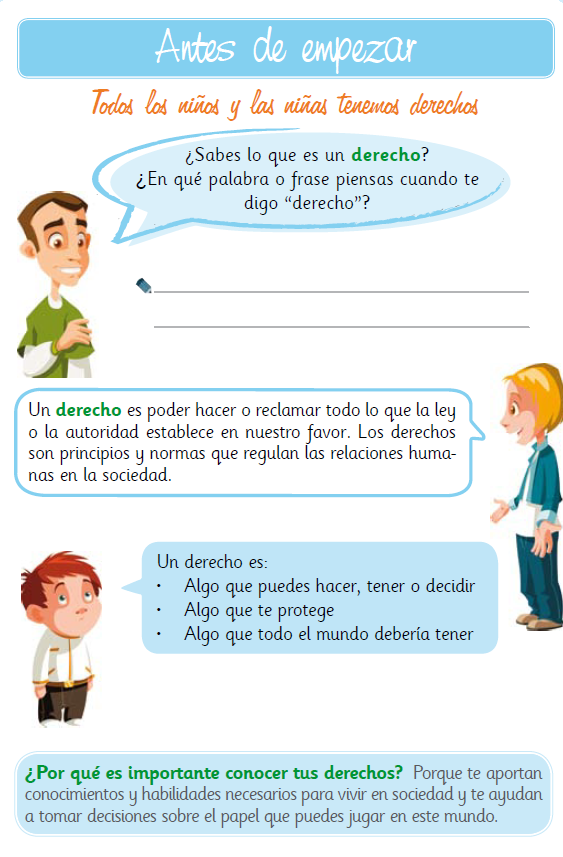 Antes de empezar
Todos los niños y las niñas tenemos derechos
¿Sabes lo que es un derecho?
¿En qué palabra o frase piensas cuando te
digo “derecho”?
Un derecho es poder hacer o reclamar todo lo que la ley
o la autoridad establece en nuestro favor. Los derechos
son principios y normas que regulan las relaciones huma-
nas en la sociedad.
Un derecho es:
• Algo que puedes hacer, tener o decidir
• Algo que te protege
• Algo que todo el mundo debería tener
¿Por qué es importante conocer tus derechos? Porque te aportan
conocimientos y habilidades necesarios para vivir en sociedad y te ayudan
a tomar decisiones sobre el papel que puedes jugar en este mundo.